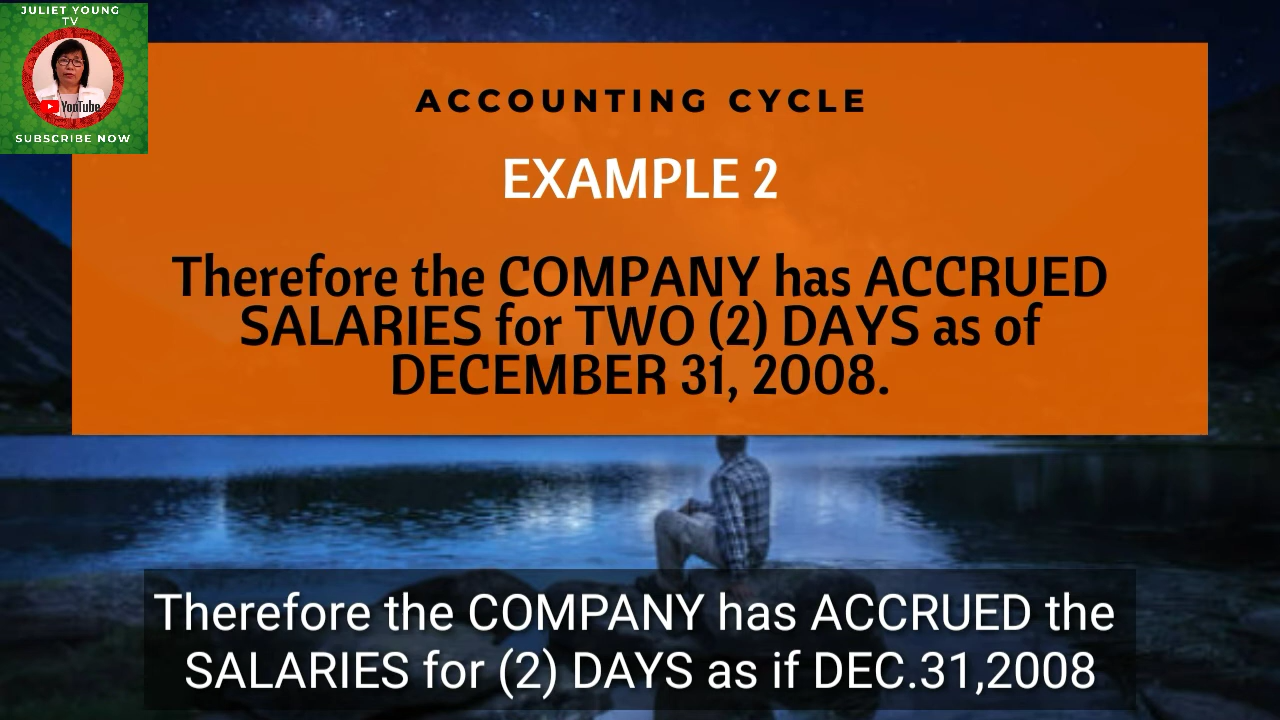 JULIET YOUNG
TV
YouTube
SUBSCRIBE NOW
ACCOUNTING CYCLE
EXAMPLE 2
Therefore the COMPANY has ACCRUED
SALARIES for TWO (2) DAYS as of
DECEMBER 31, 2008.
Therefore the COMPANY has ACCRUED the
SALARIES for (2) DAYS as if DEC.31,2008